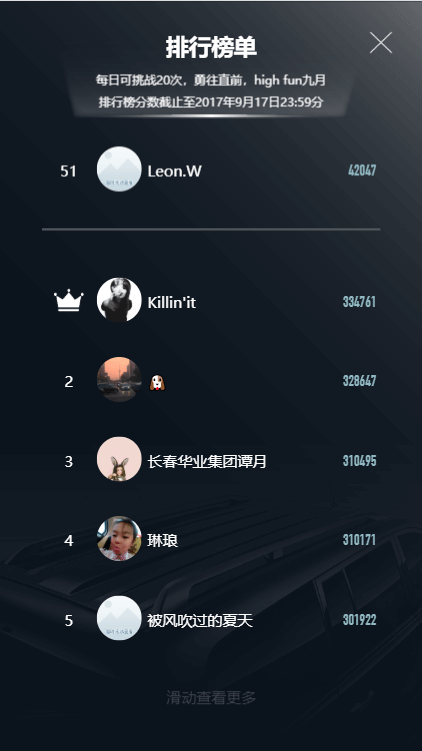 排行榜单
每日可挑战20次，勇往直前，high fun九月
排行榜分数截止至2017年9月17日23:59分
51 Leon.W 42047
Killin'it 334761
2 328647
3 长春华业集团谭月 310495
4 琳琅 310171
5 被风吹过的夏天 301922
滑动查看更多